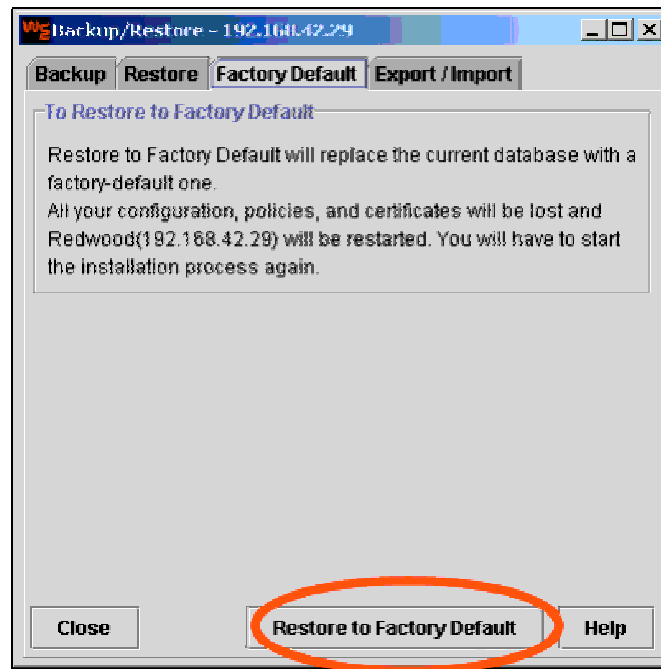 Backup/Restore - 192.168.42.29
Backup
Restore
Factory Default
Export / Import
To Restore to Factory Default
Restore to Factory Default will replace the current database with a
factory-default one.
All your configuration, policies, and certificates will be lost and
Redwood(192.168.42.29) will be restarted. You will have to start
the installation process again.
Close
Restore to Factory Default
Help